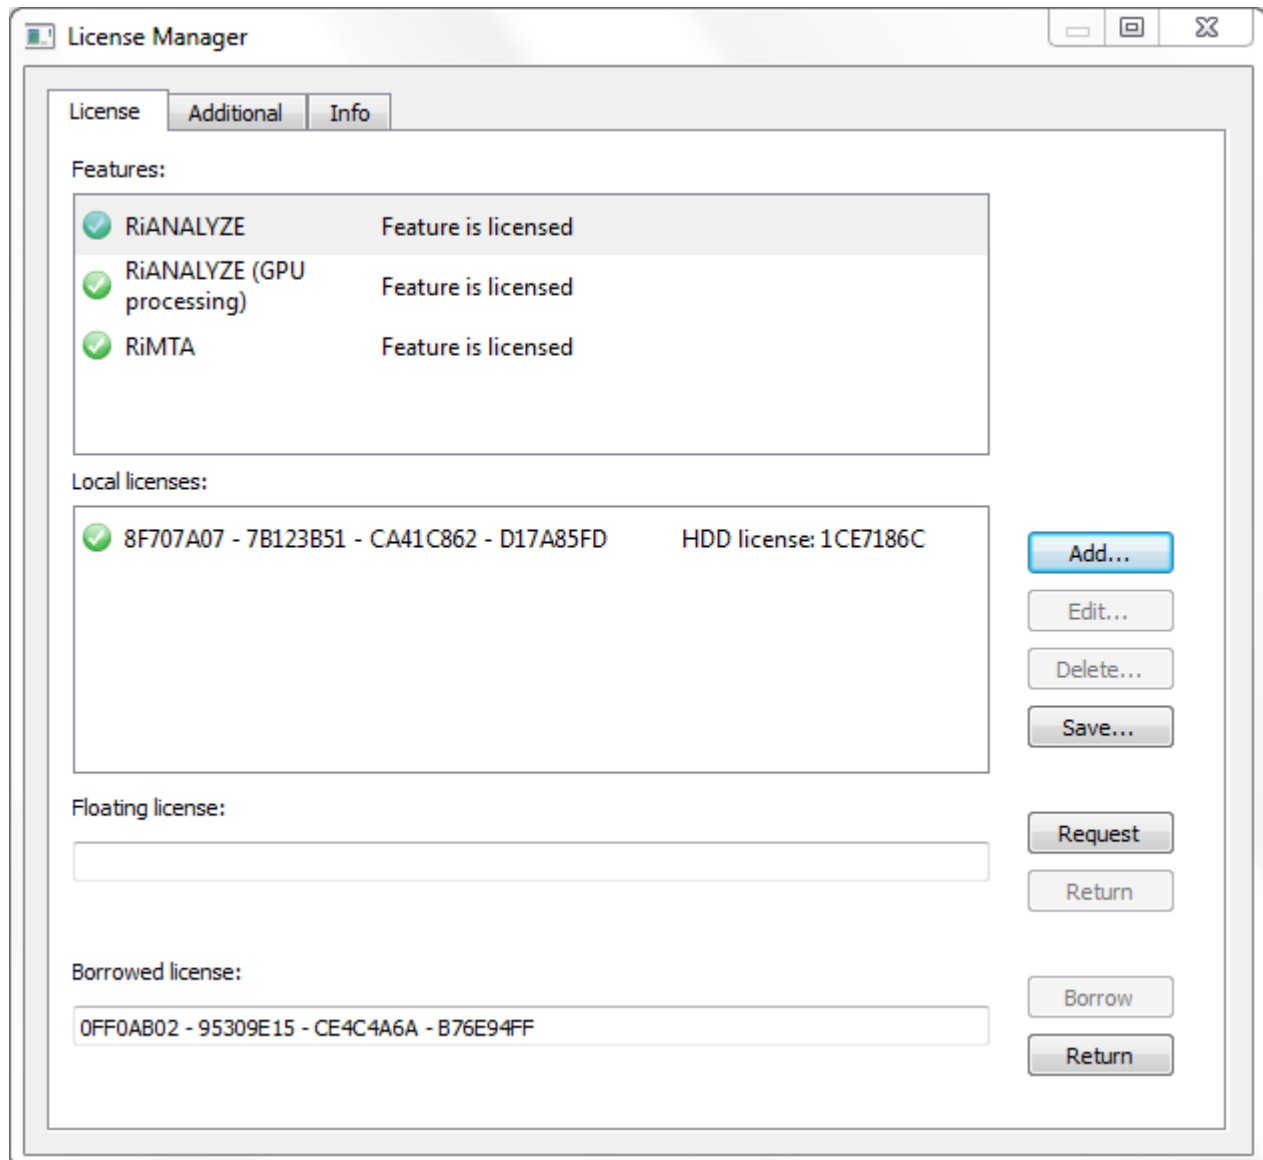 License Manager
License Additional Info
Features:
RiANALYZE Feature is licensed
RiANALYZE (GPU
processing) Feature is licensed
RiMTA Feature is licensed
Local licenses:
8F707A07 - 7B123B51 - CA41C862 - D17A85FD HDD license: 1CE7186C
Add...
Edit...
Delete...
Save...
Floating license:
Request
Return
Borrowed license:
Borrow
0FF0AB02 - 95309E15 - CE4C4A6A - B76E94FF
Return